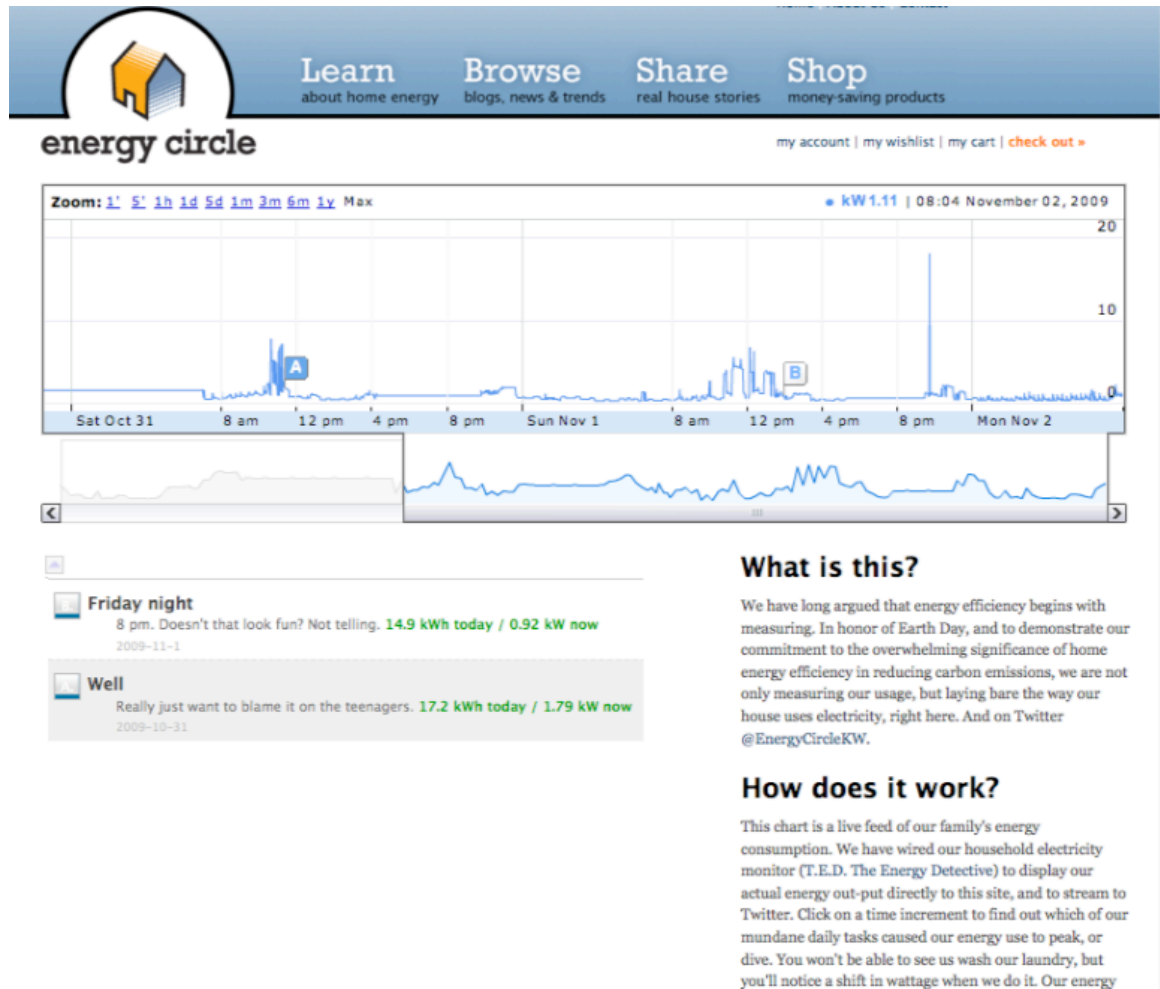 Home | About Us | Contact
Learn
about home energy
Browse
blogs, news & trends
Share
real house stories
Shop
money-saving products
energy circle
my account | my wishlist | my cart | check out »
Zoom: 1' 5' 1h 1d 5d 1m 3m 6m 1y Max
kW 1.11 | 08:04 November 02, 2009
20
10
0
A
B
Sat Oct 31 8 am 12 pm 4 pm 8 pm Sun Nov 1 8 am 12 pm 4 pm 8 pm Mon Nov 2
Friday night
8 pm. Doesn't that look fun? Not telling. 14.9 kWh today / 0.92 kW now
2009-11-1
Well
Really just want to blame it on the teenagers. 17.2 kWh today / 1.79 kW now
2009-10-31
What is this?
We have long argued that energy efficiency begins with
measuring. In honor of Earth Day, and to demonstrate our
commitment to the overwhelming significance of home
energy efficiency in reducing carbon emissions, we are not
only measuring our usage, but laying bare the way our
house uses electricity, right here. And on Twitter
@EnergyCircleKW.
How does it work?
This chart is a live feed of our family's energy
consumption. We have wired our household electricity
monitor (T.E.D. The Energy Detective) to display our
actual energy out-put directly to this site, and to stream to
Twitter. Click on a time increment to find out which of our
mundane daily tasks caused our energy use to peak, or
dive. You won't be able to see us wash our laundry, but
you'll notice a shift in wattage when we do it. Our energy